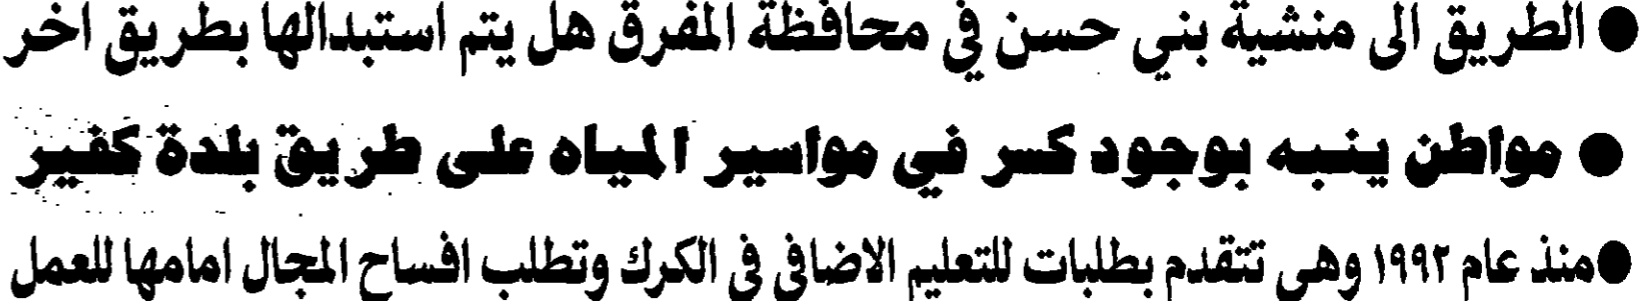 ● الطريق الى منشية بني حسن في محافظة المفرق هل يتم استبدالها بطريق اخر
● مواطن ينبه بوجود كسر في مواسير المياه على طريق بلدة كفير
● منذ عام ١٩٩٢ وهي تتقدم بطلبات للتعليم الاضافي في الكرك وتطلب افساح المجال امامها للعمل